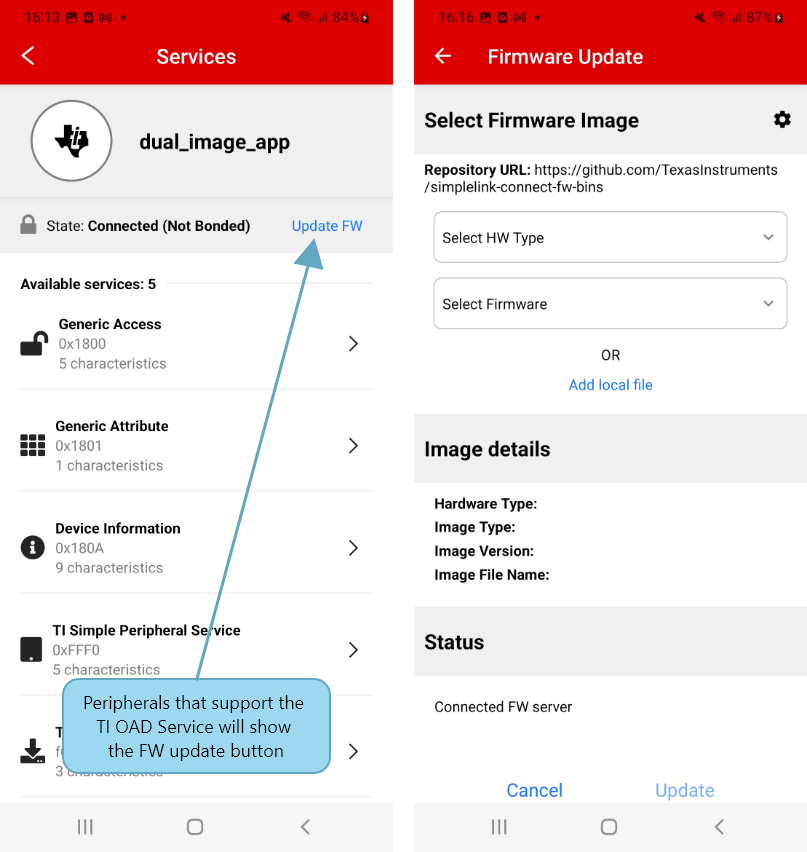 16:13
84%
Services
dual_image_app
State: Connected (Not Bonded)
Update FW
Available services: 5
Generic Access
0x1800
5 characteristics
Generic Attribute
0x1801
1 characteristics
Device Information
0x180A
9 characteristics
TI Simple Peripheral Service
0xFFF0
5 characteristics
Peripherals that support the
TI OAD Service will show
the FW update button
3 characteristics
16:16
87%
Firmware Update
Select Firmware Image
Repository URL: https://github.com/TexasInstruments
/simplelink-connect-fw-bins
Select HW Type
Select Firmware
OR
Add local file
Image details
Hardware Type:
Image Type:
Image Version:
Image File Name:
Status
Connected FW server
Cancel
Update